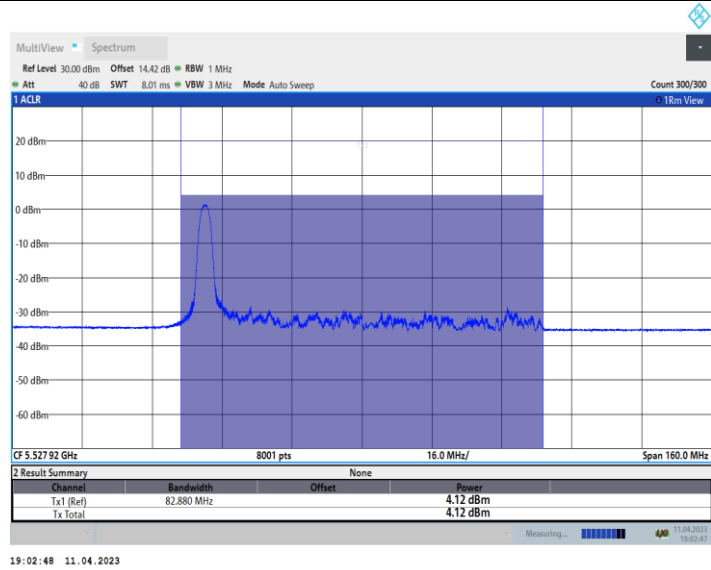 R&S
MultiView Spectrum
Ref Level 30.00 dBm Offset 14.42 dB RBW 1 MHz
Att 40 dB SWT 8.01 ms VBW 3 MHz Mode Auto Sweep Count 300/300
1 ACLR 1Rm View
20 dBm
10 dBm
0 dBm
-10 dBm
-20 dBm
-30 dBm
-40 dBm
-50 dBm
-60 dBm
CF 5.52792 GHz 8001 pts 16.0 MHz/ Span 160.0 MHz
2 Result Summary None
Channel Bandwidth Offset Power
Tx1 (Ref) 82.880 MHz 4.12 dBm
Tx Total 4.12 dBm
Measuring... 11.04.2023
19:02:47
19:02:48 11.04.2023